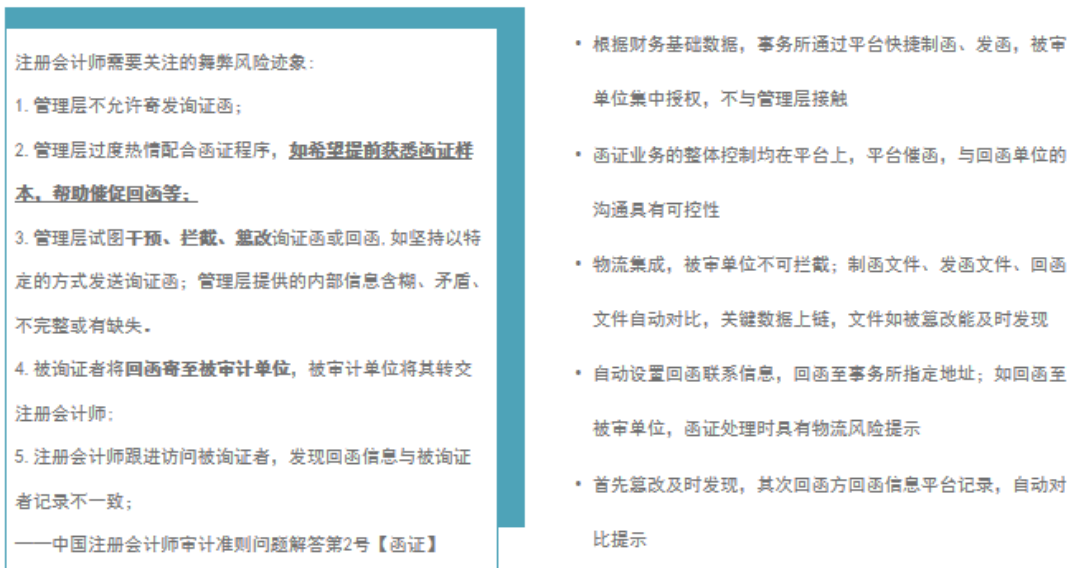 注册会计师需要关注的舞弊风险迹象：
1. 管理层不允许寄发询证函；
2. 管理层过度热情配合函证程序，如希望提前获悉函证样
本，帮助催促回函等；
3. 管理层试图干预、拦截、篡改询证函或回函,如坚持以特
定的方式发送询证函；管理层提供的内部信息含糊、矛盾、
不完整或有缺失。
4. 被询证者将回函寄至被审计单位，被审计单位将其转交
注册会计师；
5. 注册会计师跟进访问被询证者，发现回函信息与被询证
者记录不一致；
——中国注册会计师审计准则问题解答第2号【函证】
• 根据财务基础数据，事务所通过平台快捷制函、发函，被审
单位集中授权，不与管理层接触
• 函证业务的整体控制均在平台上，平台催函，与回函单位的
沟通具有可控性
• 物流集成，被审单位不可拦截；制函文件、发函文件、回函
文件自动对比，关键数据上链，文件如被篡改能及时发现
• 自动设置回函联系信息，回函至事务所指定地址；如回函至
被审单位，函证处理时具有物流风险提示
• 首先篡改及时发现，其次回函方回函信息平台记录，自动对
比提示